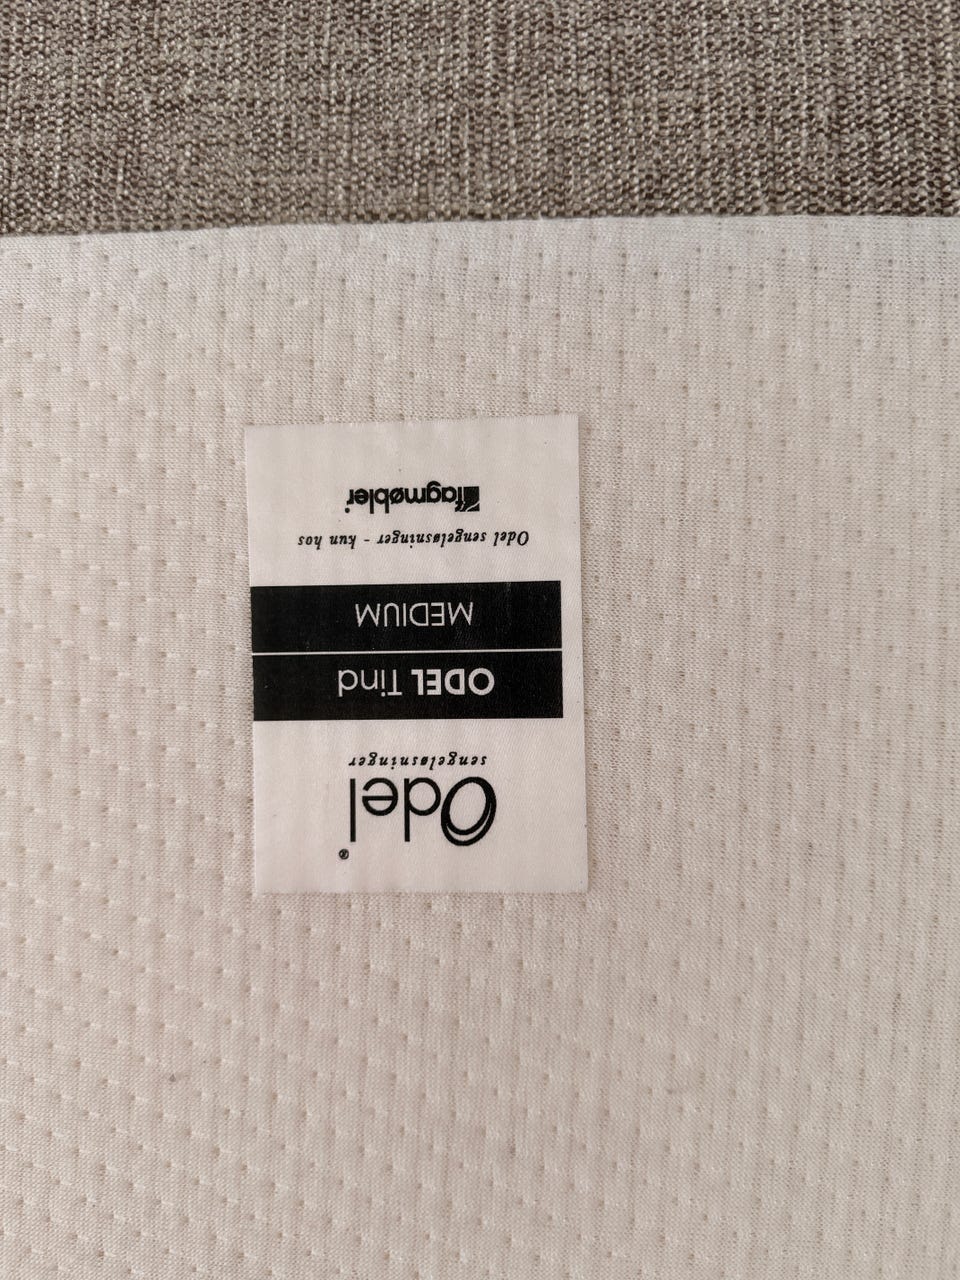 Odel®
sengeløsninger
ODEL Tind
MEDIUM
Odel sengeløsninger - kun hos
fagmøbler